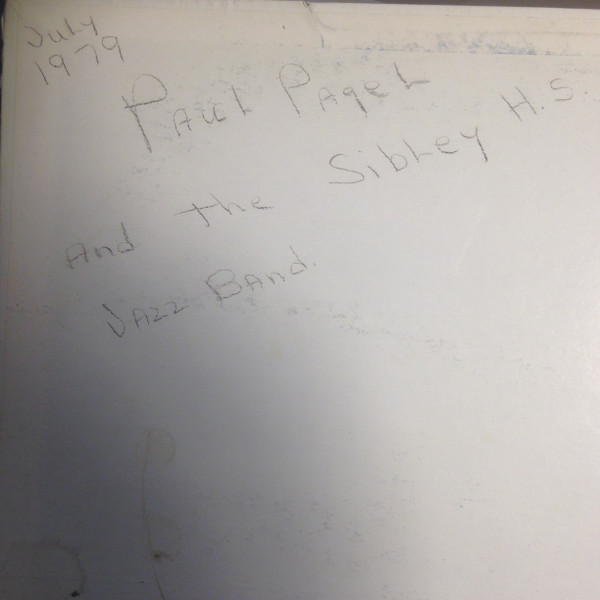 July
1979
Paul Pagel
And the Sibley H.S.
Jazz Band.